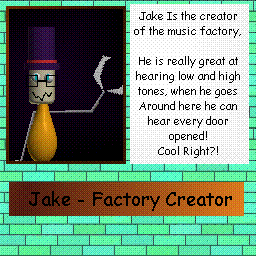 Jake Is the creator
of the music factory,
He is really great at
hearing low and high
tones, when he goes
Around here he can
hear every door
opened!
Cool Right?!
Jake - Factory Creator